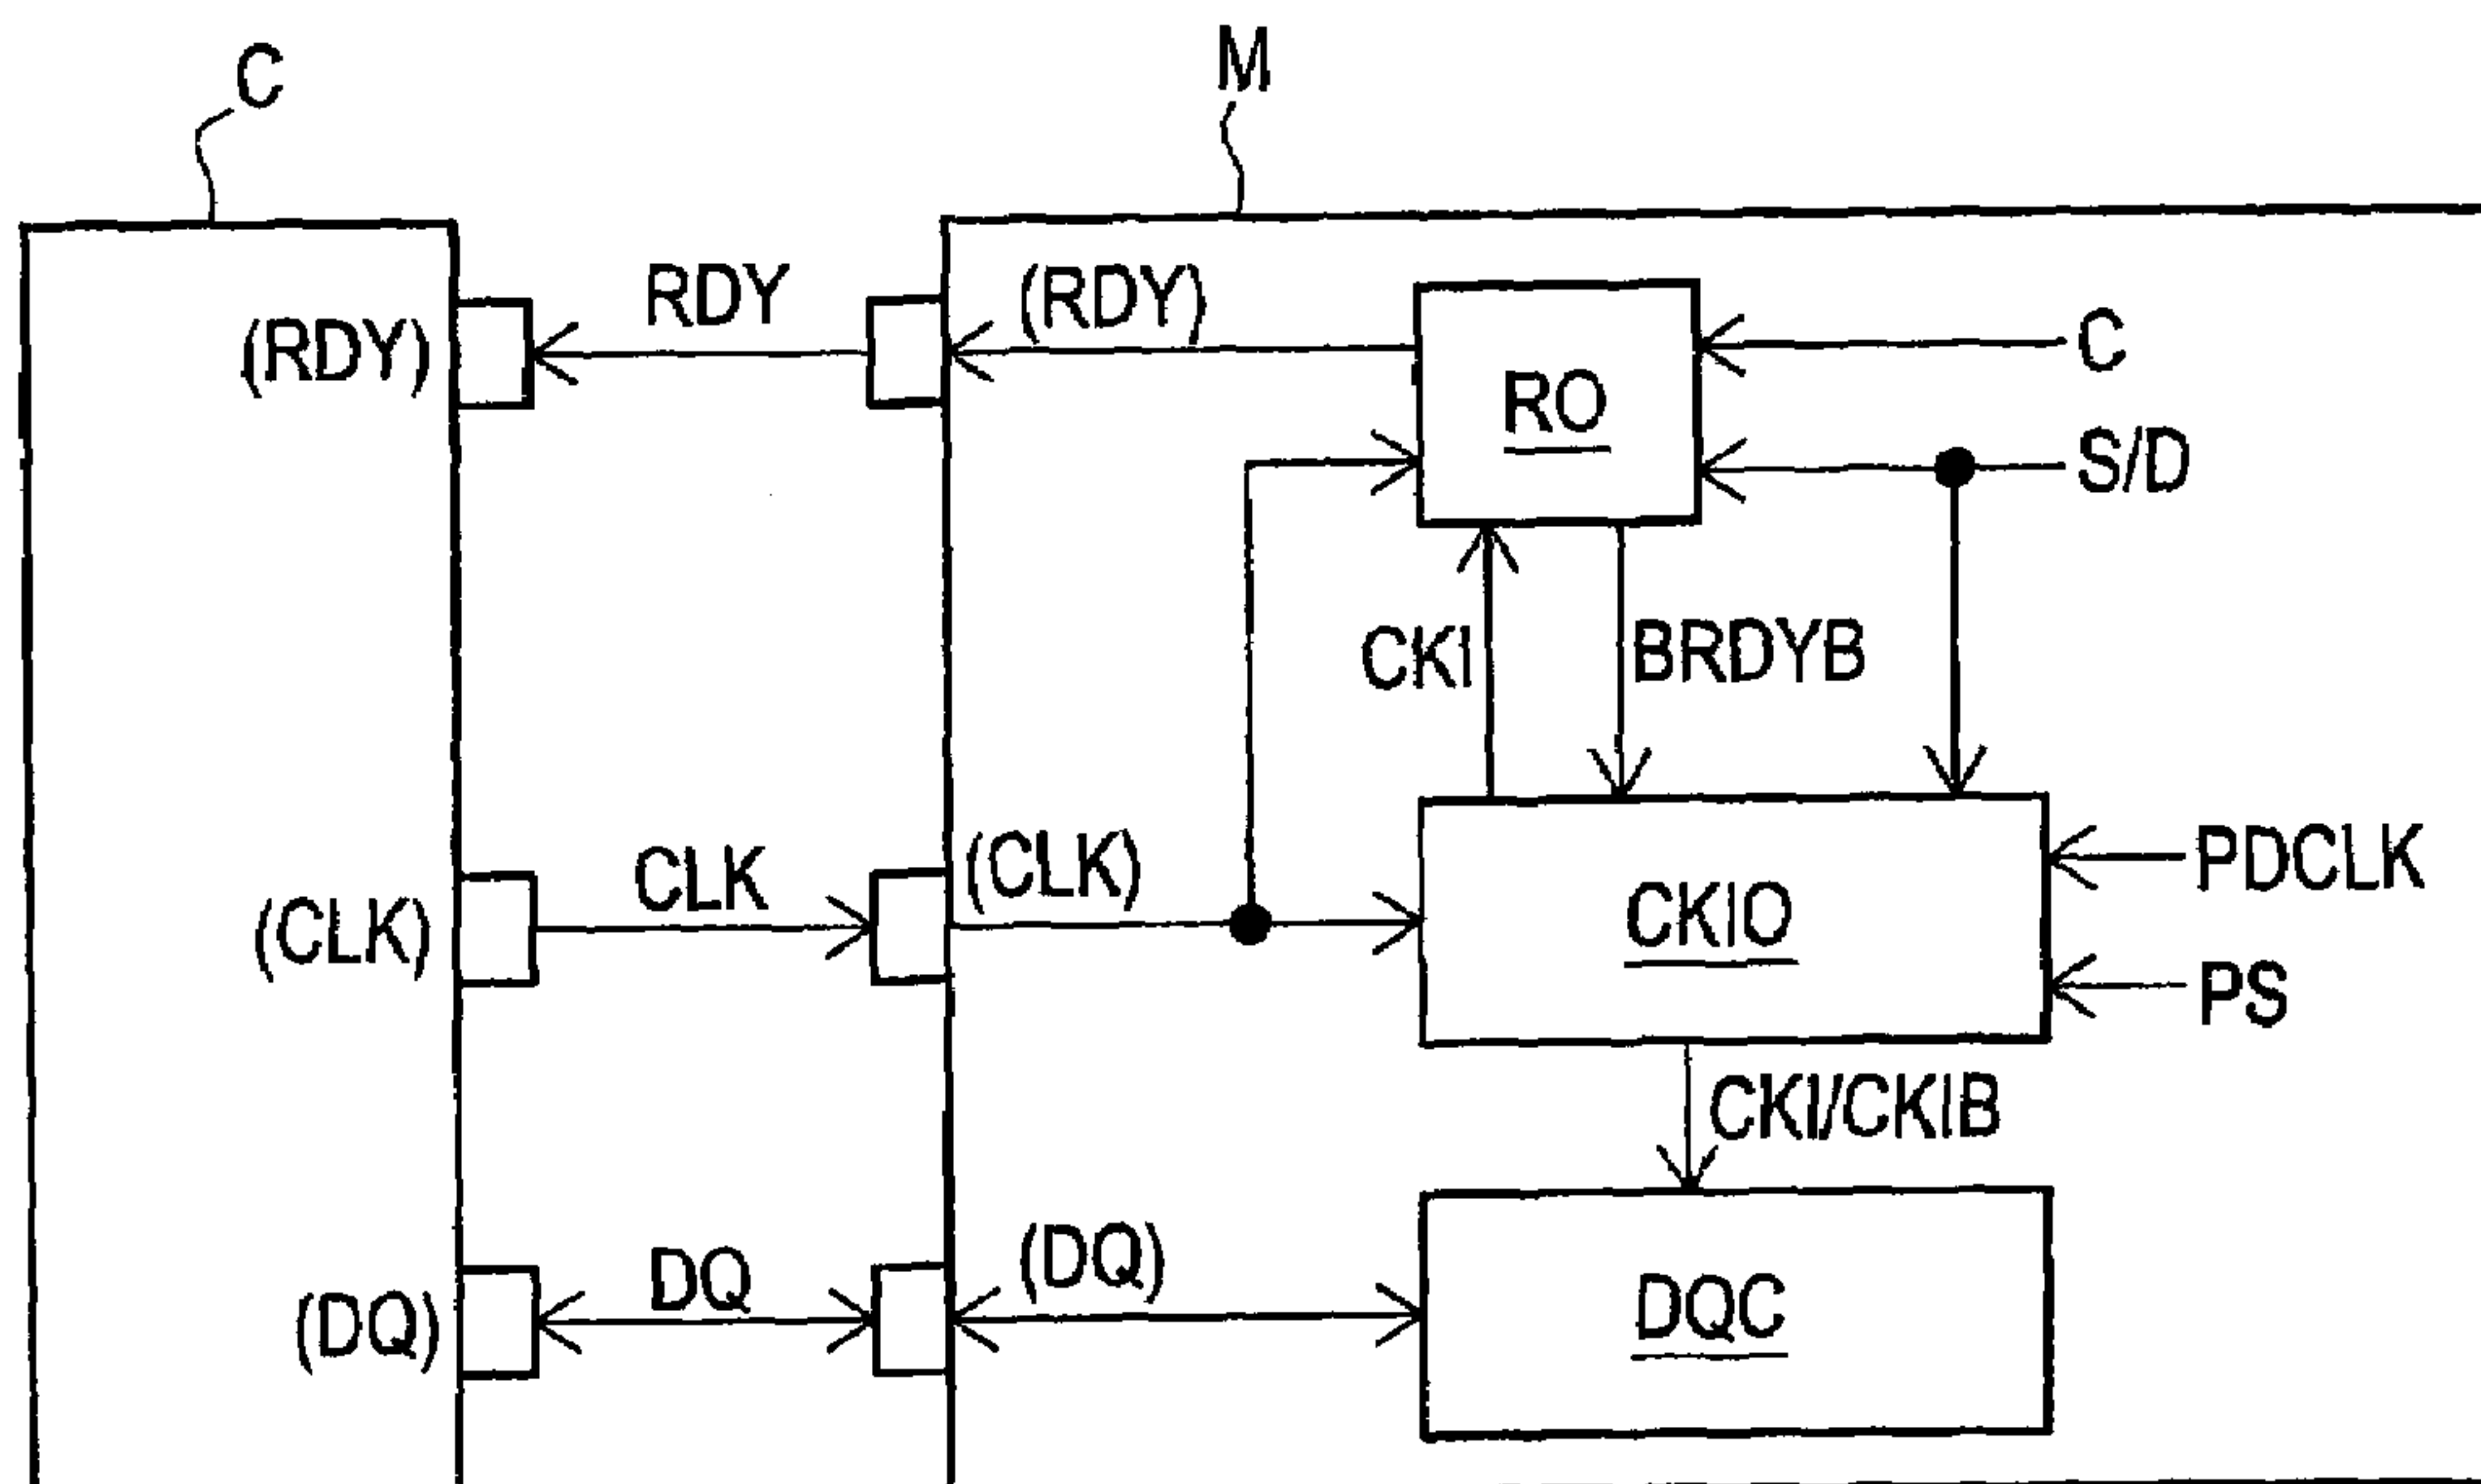 C
M
RDY
(RDY)
(RDY)
RO
C
S/D
CKI
BRDYB
CLK
(CLK)
(CLK)
CKIO
PDCLK
PS
CKI/CKIB
DQ
(DQ)
(DQ)
DQC